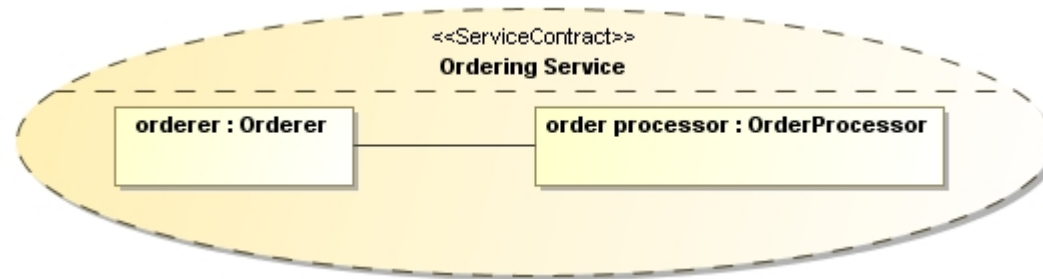 <<ServiceContract>>
Ordering Service
orderer : Orderer
order processor : OrderProcessor